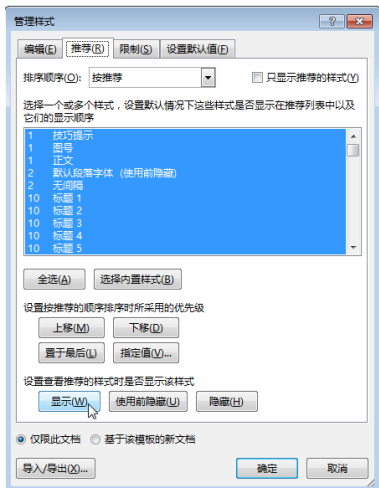 管理样式
编辑(E) 推荐(R) 限制(S) 设置默认值(F)
排序顺序(O): 按推荐 只显示推荐的样式(Y)
选择一个或多个样式，设置默认情况下这些样式是否显示在推荐列表中以及
它们的显示顺序
1 技巧提示
1 图号
1 正文
2 默认段落字体 (使用前隐藏)
2 无间隔
10 标题 1
10 标题 2
10 标题 3
10 标题 4
10 标题 5
全选(A) 选择内置样式(B)
设置按推荐的顺序排序时所采用的优先级
上移(M) 下移(D)
置于最后(L) 指定值(V)...
设置查看推荐的样式时是否显示该样式
显示(W) 使用前隐藏(U) 隐藏(H)
仅限此文档 基于该模板的新文档
导入/导出(X)... 确定 取消